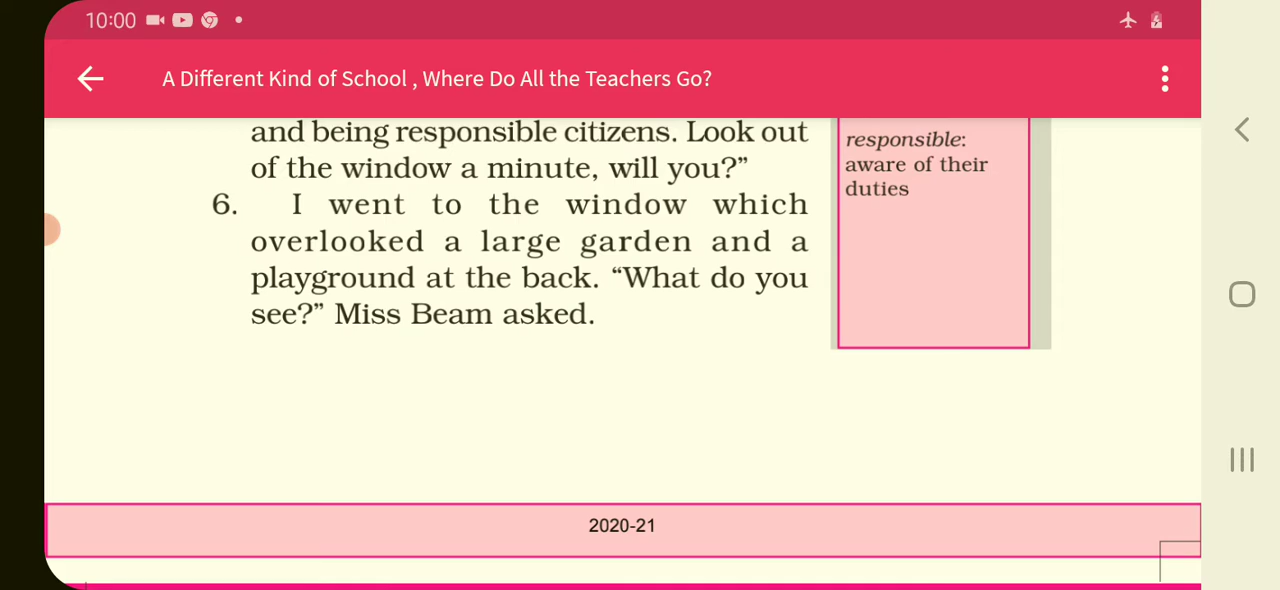 10:00
A Different Kind of School , Where Do All the Teachers Go?
and being responsible citizens. Look out
of the window a minute, will you?”
6. I went to the window which
overlooked a large garden and a
playground at the back. “What do you
see?” Miss Beam asked.
responsible:
aware of their
duties
2020-21